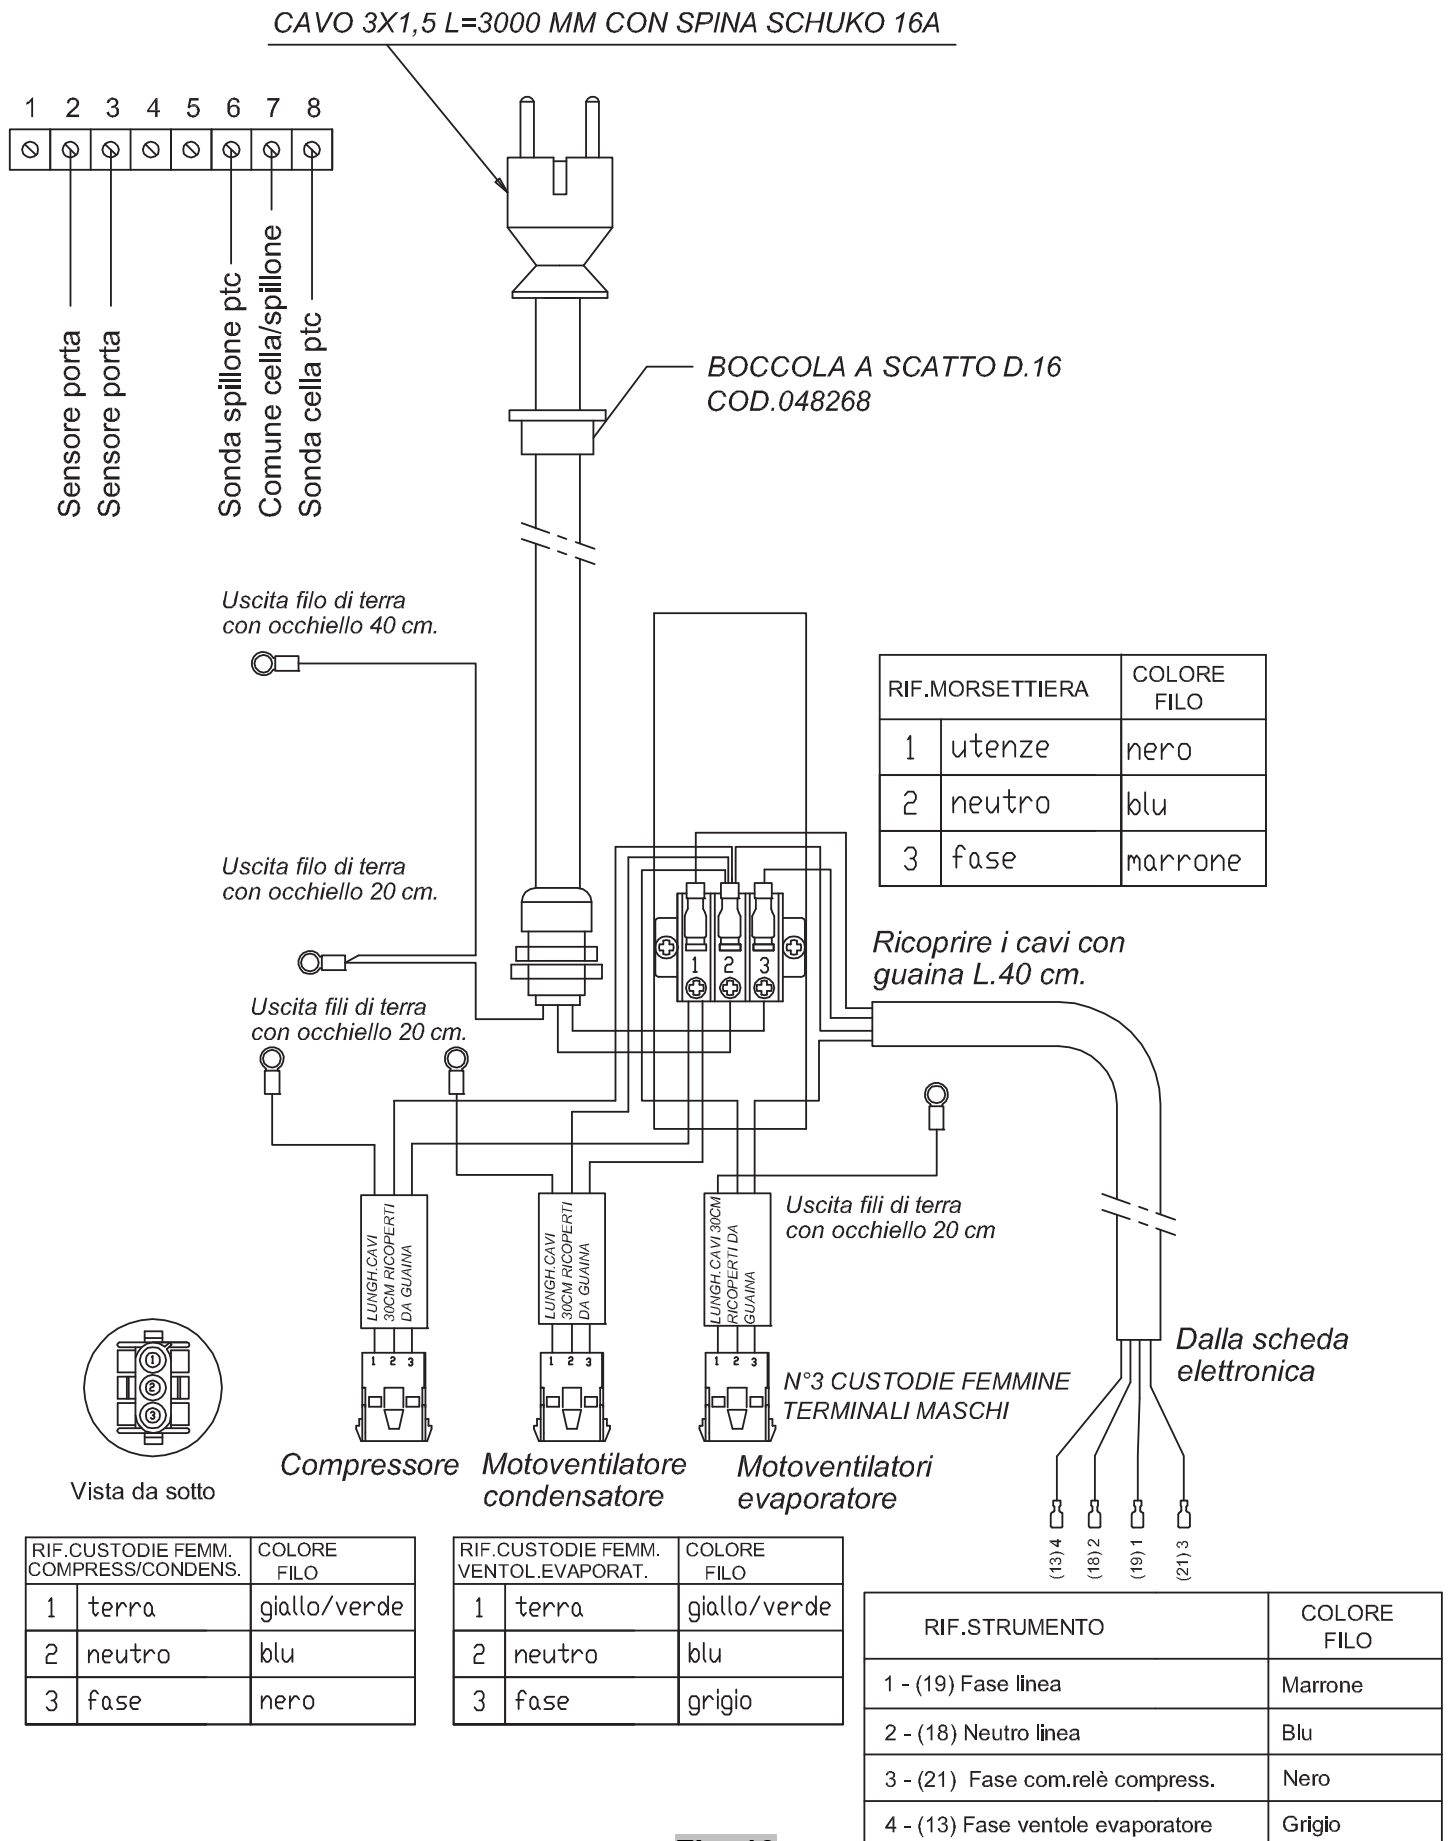 CAVO 3X1,5 L=3000 MM CON SPINA SCHUKO 16A
1 2 3 4 5 6 7 8
Sensore porta
Sensore porta
Sonda spillone ptc
Comune cella/spillone
Sonda cella ptc
BOCCOLA A SCATTO D.16
COD.048268
Uscita filo di terra
con occhiello 40 cm.
RIF.MORSETTIERA COLORE FILO
1 utenze nero
2 neutro blu
3 fase marrone
Uscita filo di terra
con occhiello 20 cm.
Ricoprire i cavi con
guaina L.40 cm.
1 2 3
Uscita fili di terra
con occhiello 20 cm.
Uscita fili di terra
con occhiello 20 cm
LUNGH.CAVI
30CM RICOPERTI
DA GUAINA
LUNGH.CAVI
30CM RICOPERTI
DA GUAINA
LUNGH.CAVI 30CM
RICOPERTI DA
GUAINA
1 2 3
1 2 3
1 2 3
1
2
3
Vista da sotto
N°3 CUSTODIE FEMMINE
TERMINALI MASCHI
Compressore
Motoventilatore
condensatore
Motoventilatori
evaporatore
Dalla scheda
elettronica
(13) 4
(18) 2
(19) 1
(21) 3
RIF.CUSTODIE FEMM.
COMPRESS/CONDENS.
COLORE
FILO
1 terra giallo/verde
2 neutro blu
3 fase nero
RIF.CUSTODIE FEMM.
VENTOL.EVAPORAT.
COLORE
FILO
1 terra giallo/verde
2 neutro blu
3 fase grigio
RIF.STRUMENTO COLORE FILO
1 - (19) Fase linea Marrone
2 - (18) Neutro linea Blu
3 - (21) Fase com.relè compress. Nero
4 - (13) Fase ventole evaporatore Grigio